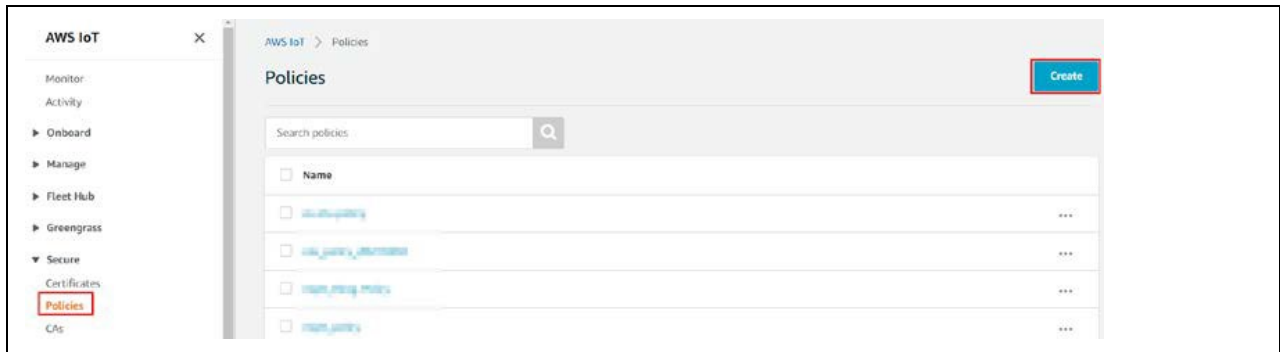 AWS IoT
Monitor
Activity
Onboard
Manage
Fleet Hub
Greengrass
Secure
Certificates
Policies
CAs
AWS IoT > Policies
Policies
Create
Search policies
Name